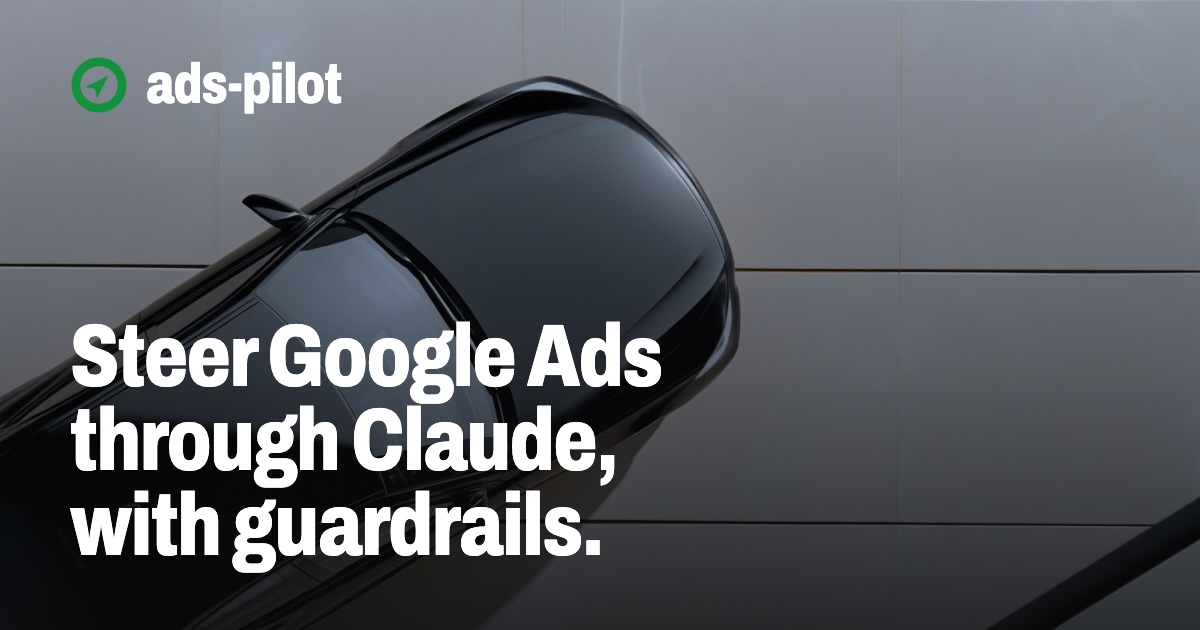 ads-pilot
Steer Google Ads
through Claude,
with guardrails.